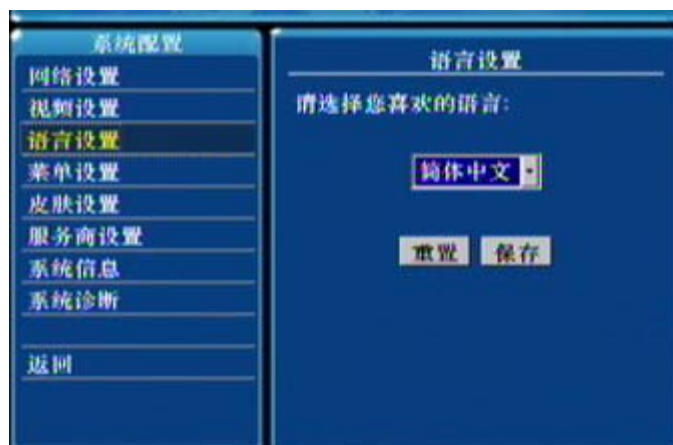 系统配置
网络设置
视频设置
语言设置
菜单设置
皮肤设置
服务商设置
系统信息
系统诊断
返回
语言设置
请选择您喜欢的语言:
简体中文
重置 保存